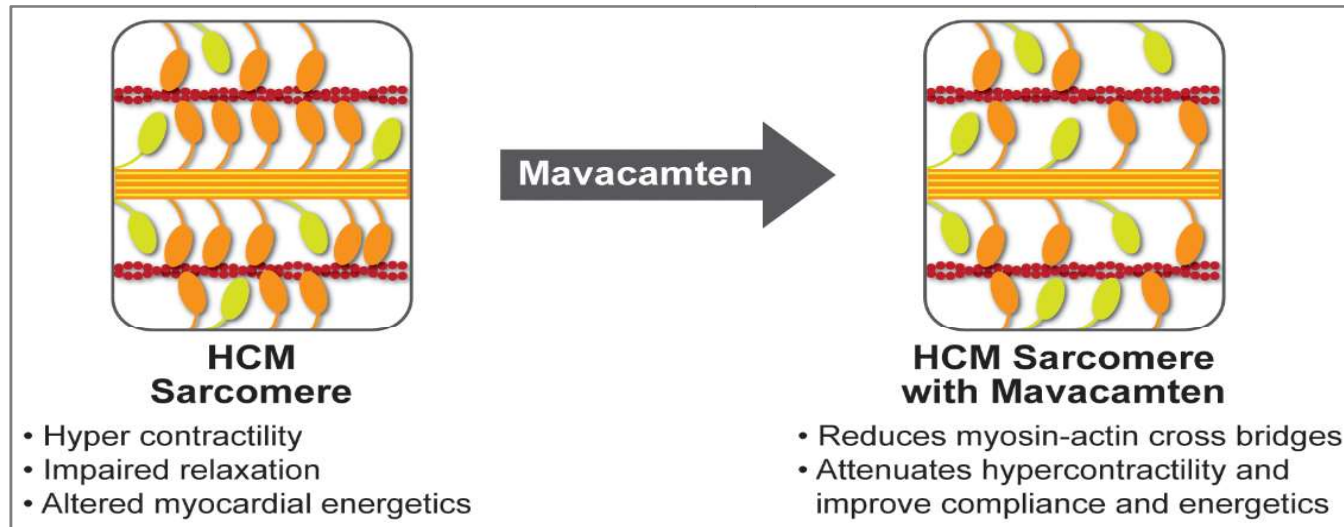 Mavacamten
HCM
Sarcomere
• Hyper contractility
• Impaired relaxation
• Altered myocardial energetics
HCM Sarcomere
with Mavacamten
• Reduces myosin-actin cross bridges
• Attenuates hypercontractility and
improve compliance and energetics